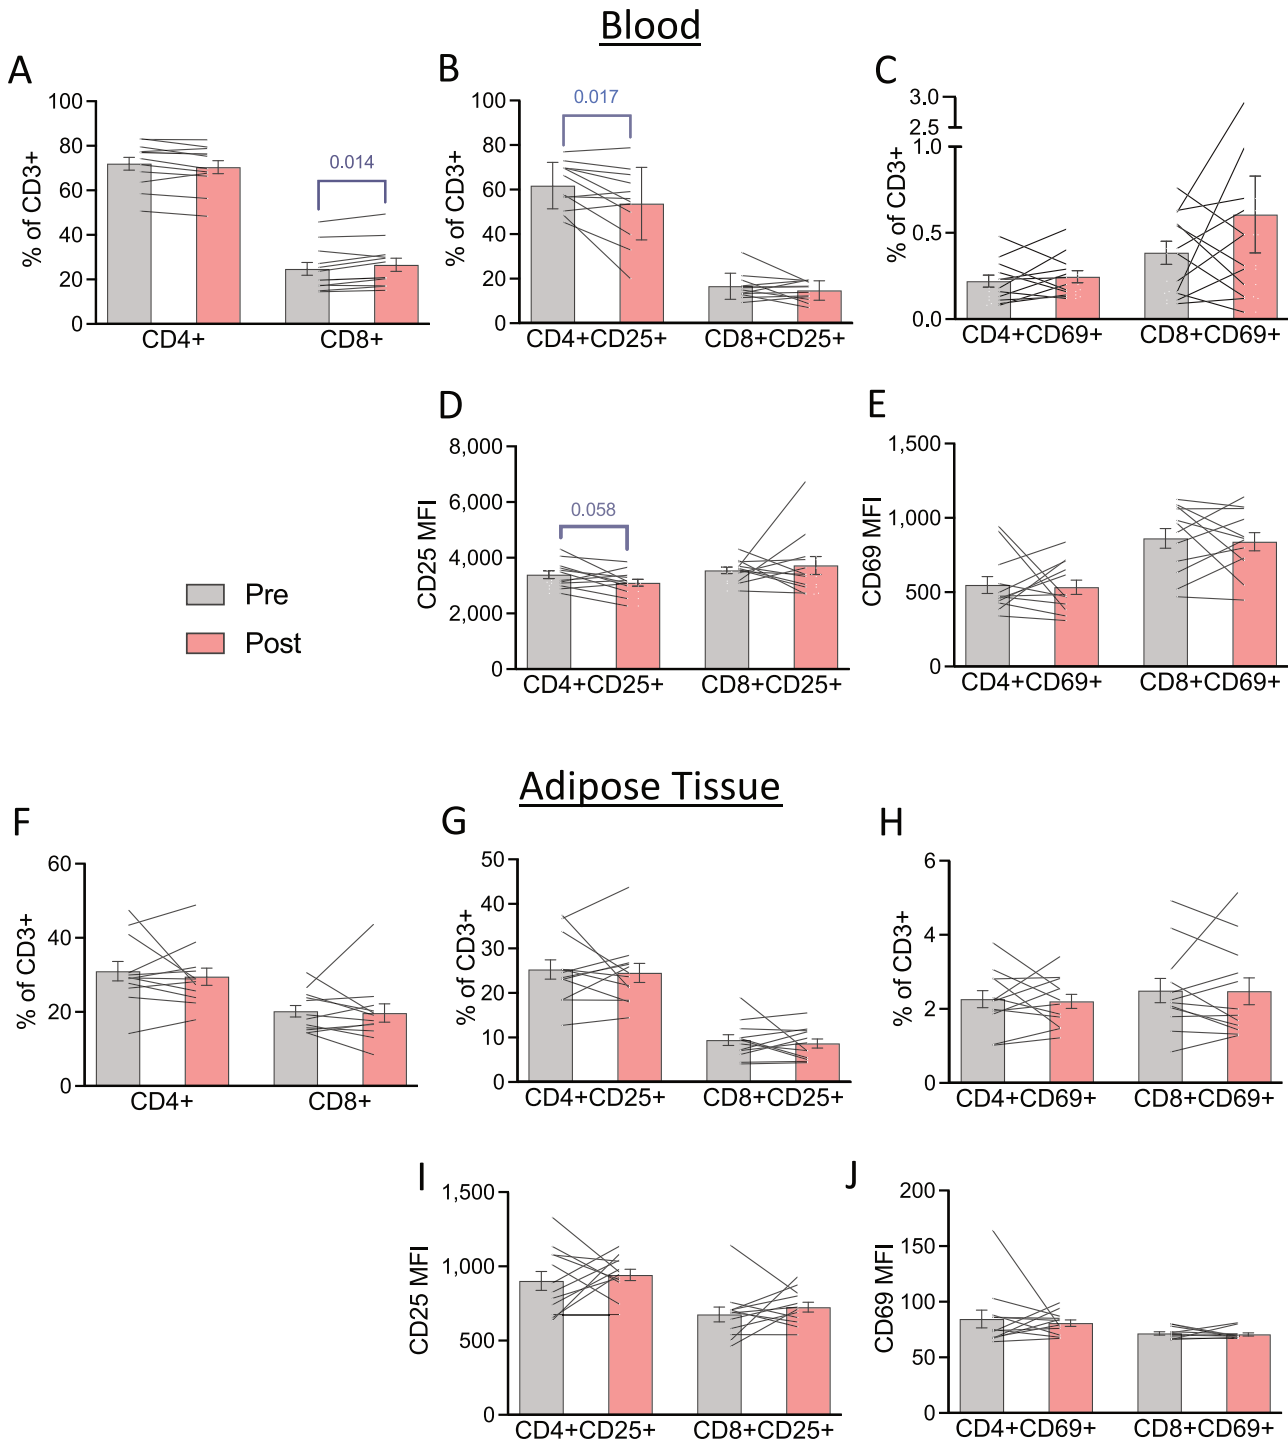 Blood
A
B
C
% of CD3+
100
80
60
40
20
0
0.014
CD4+
CD8+
% of CD3+
100
80
60
40
20
0
0.017
CD4+CD25+
CD8+CD25+
% of CD3+
3.0
2.5
1.0
0.5
0.0
CD4+CD69+
CD8+CD69+
D
E
CD25 MFI
8,000
6,000
4,000
2,000
0
0.058
CD4+CD25+
CD8+CD25+
CD69 MFI
1,500
1,000
500
0
CD4+CD69+
CD8+CD69+
Pre
Post
Adipose Tissue
F
G
H
% of CD3+
60
40
20
0
CD4+
CD8+
% of CD3+
50
40
30
20
10
0
CD4+CD25+
CD8+CD25+
% of CD3+
6
4
2
0
CD4+CD69+
CD8+CD69+
I
J
CD25 MFI
1,500
1,000
500
0
CD4+CD25+
CD8+CD25+
CD69 MFI
200
150
100
50
0
CD4+CD69+
CD8+CD69+